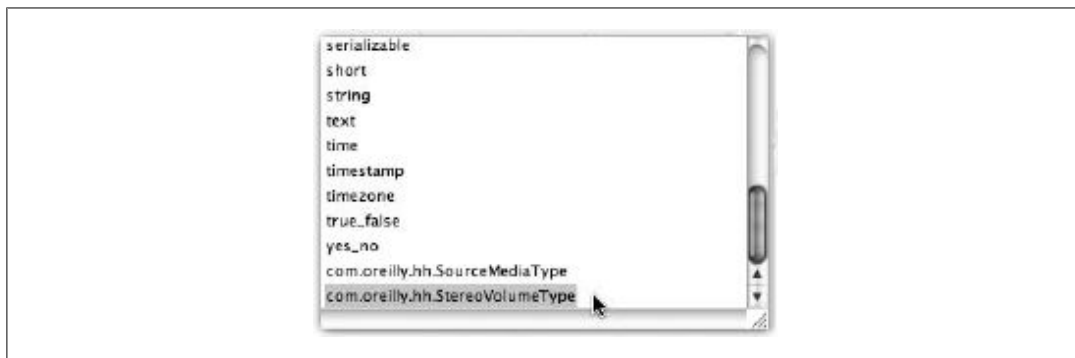 serializable
short
string
text
time
timestamp
timezone
true_false
yes_no
com.oreilly.hh.SourceMediaType
com.oreilly.hh.StereoVolumeType